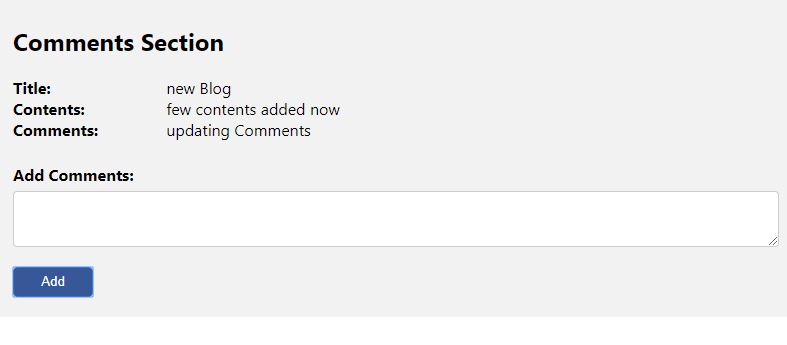 Comments Section
Title: new Blog
Contents: few contents added now
Comments: updating Comments
Add Comments:
Add